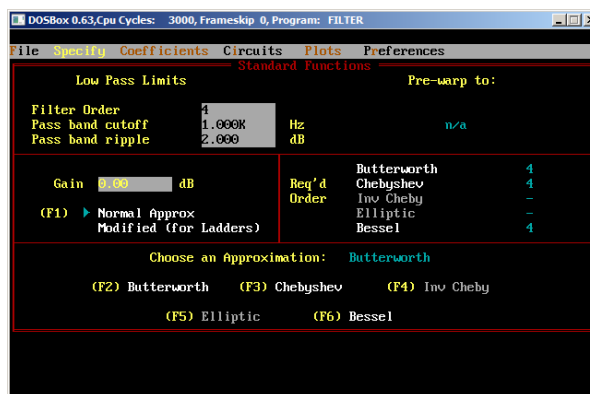 DOSBox 0.63,Cpu Cycles: 3000, Frameskip 0, Program: FILTER
File Specify Coefficients Circuits Plots Preferences
Standard Functions
Low Pass Limits Pre-warp to:
Filter Order 4
Pass band cutoff 1.000K Hz n/a
Pass band ripple 2.000 dB
Butterworth 4
Gain 0.00 dB Req'd Chebyshev 4
Order Inv Cheby -
(F1) Normal Approx Elliptic -
Modified (for Ladders) Bessel 4
Choose an Approximation: Butterworth
(F2) Butterworth (F3) Chebyshev (F4) Inv Cheby
(F5) Elliptic (F6) Bessel